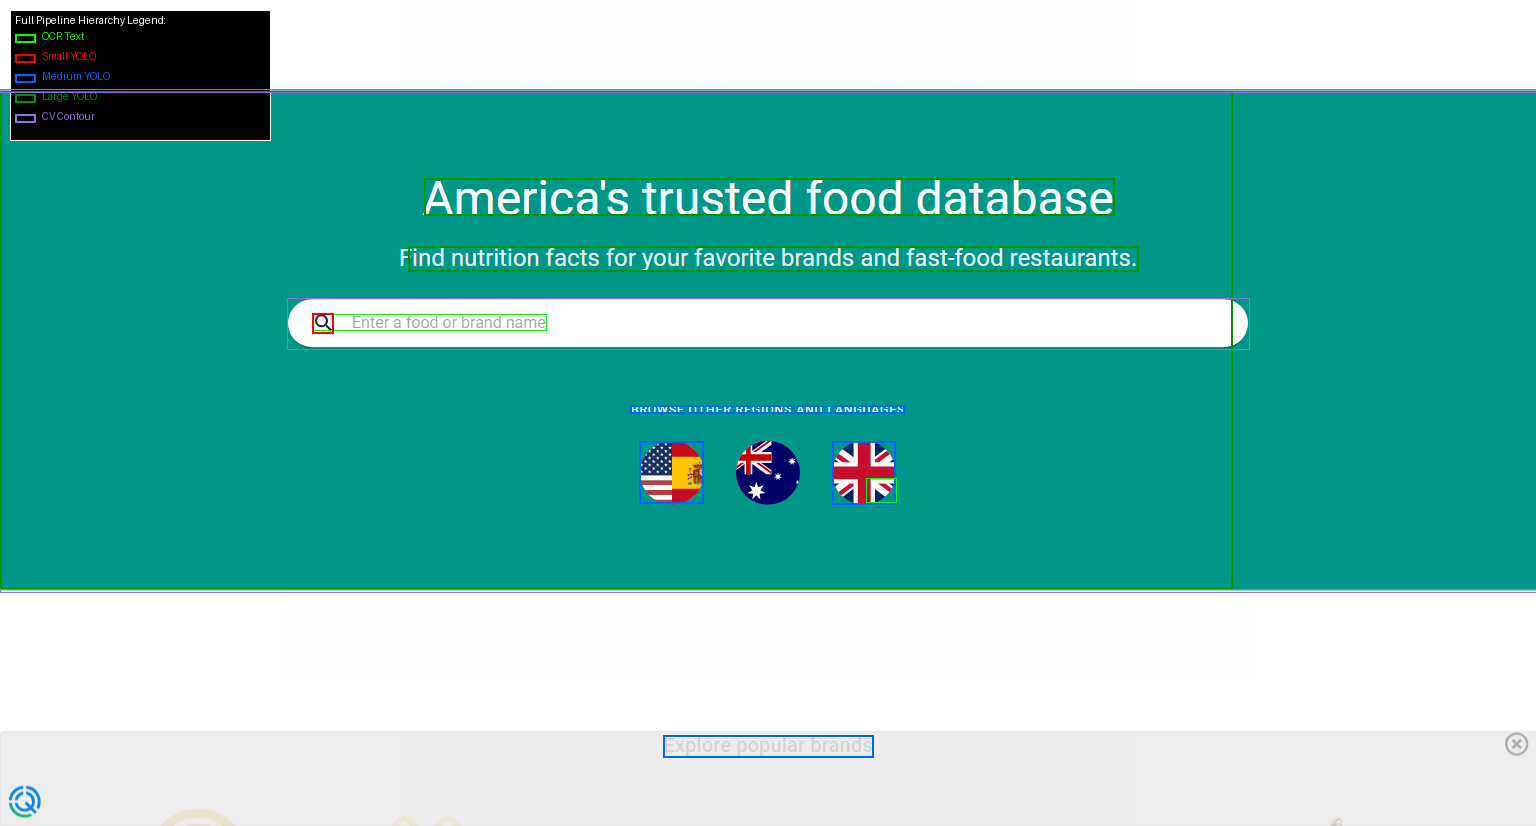 Full Pipeline Hierarchy Legend:
OCR Text
Small YOLO
Medium YOLO
Large YOLO
CV Contour
America's trusted food database
Find nutrition facts for your favorite brands and fast-food restaurants.
Enter a food or brand name
BROWSE OTHER REGIONS AND LANGUAGES
Explore popular brands